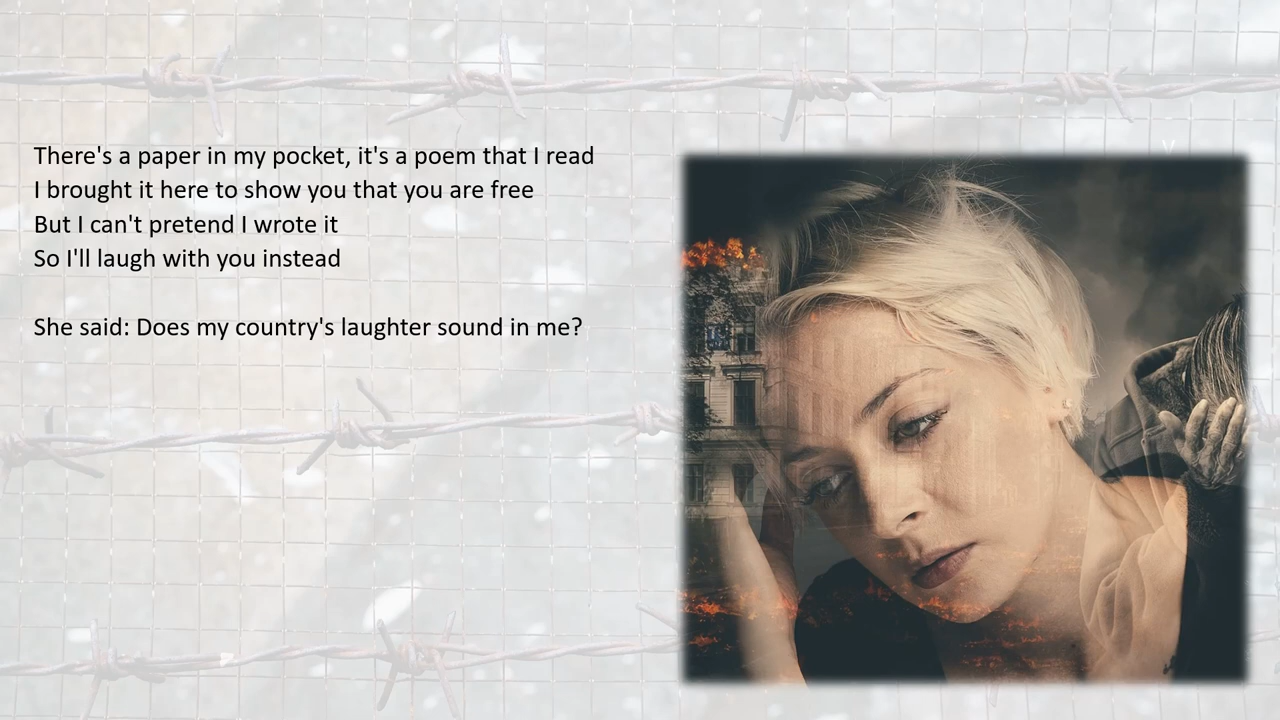 There's a paper in my pocket, it's a poem that I read
I brought it here to show you that you are free
But I can't pretend I wrote it
So I'll laugh with you instead
She said: Does my country's laughter sound in me?